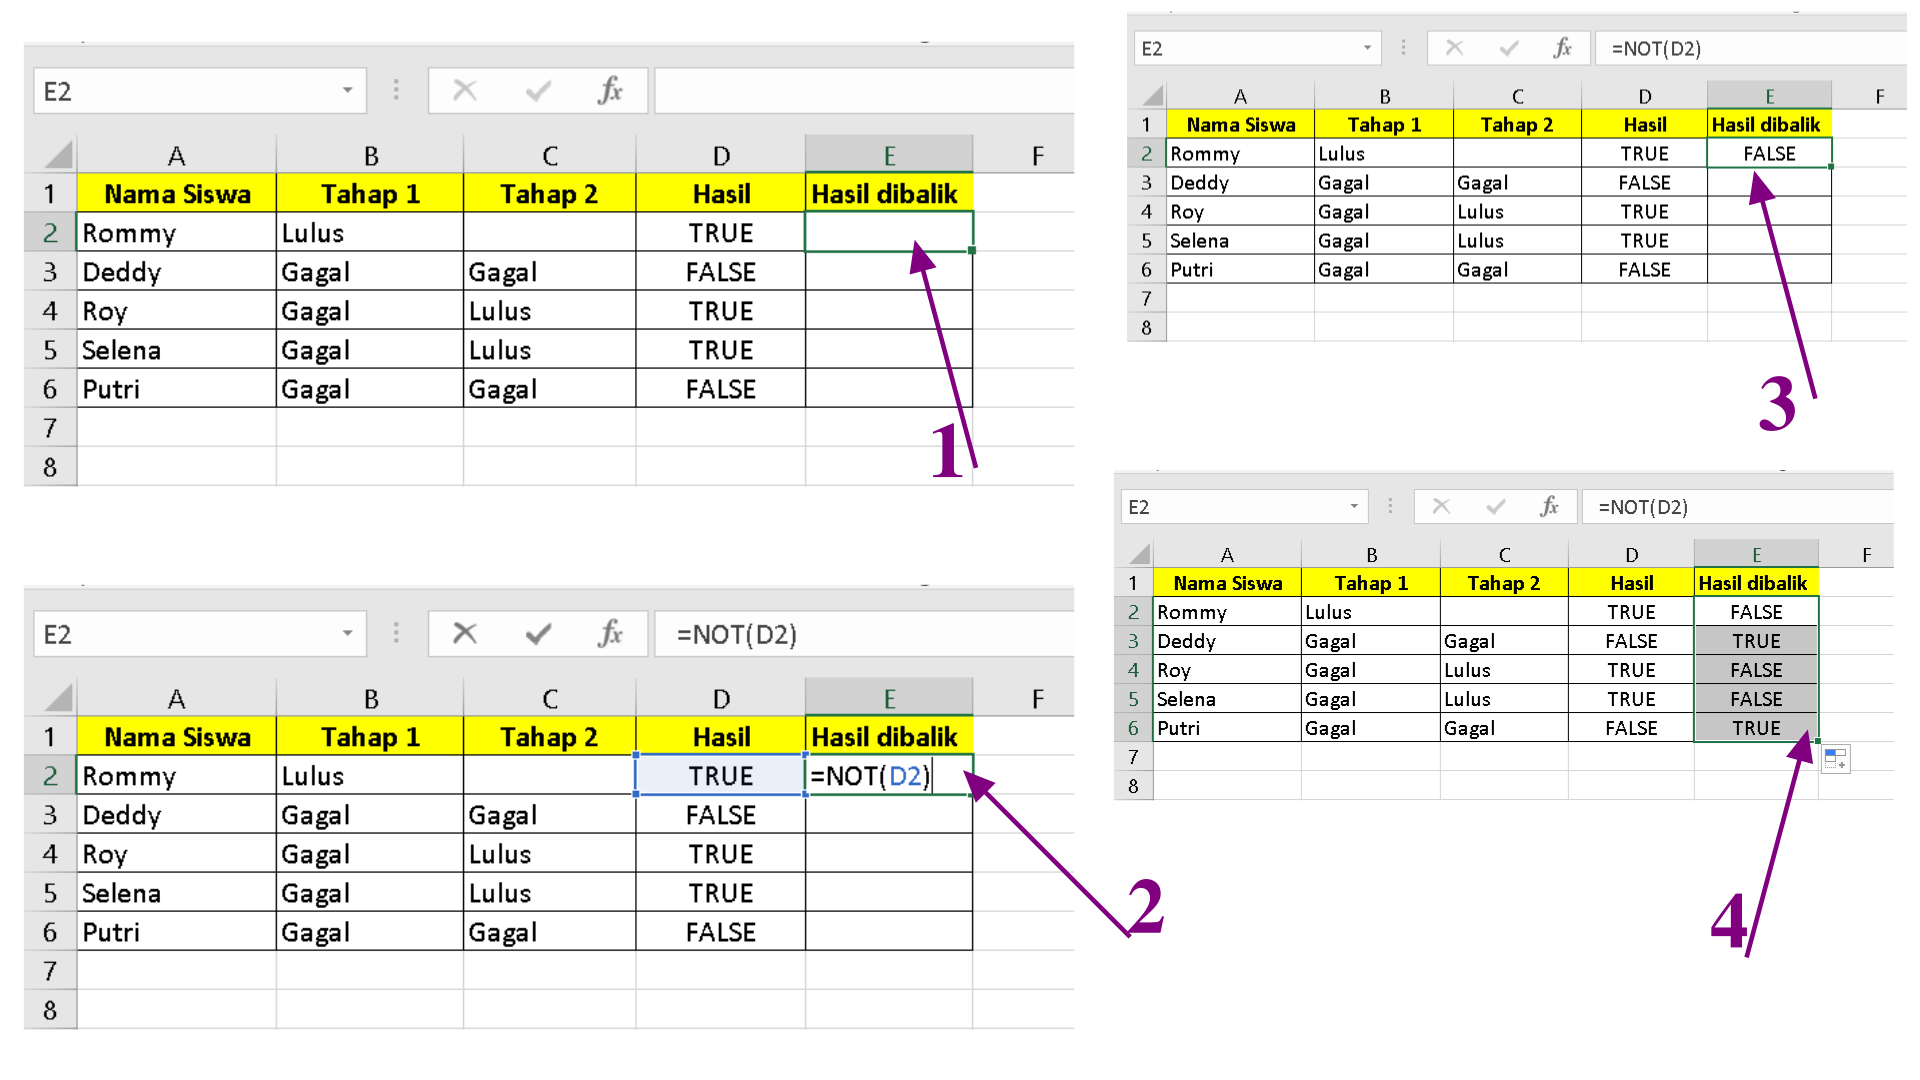 E2 fx
A B C D E F
1 Nama Siswa Tahap 1 Tahap 2 Hasil Hasil dibalik
2 Rommy Lulus TRUE
3 Deddy Gagal Gagal FALSE
4 Roy Gagal Lulus TRUE
5 Selena Gagal Lulus TRUE
6 Putri Gagal Gagal FALSE
7
8
1
E2 fx =NOT(D2)
A B C D E F
1 Nama Siswa Tahap 1 Tahap 2 Hasil Hasil dibalik
2 Rommy Lulus TRUE =NOT(D2)
3 Deddy Gagal Gagal FALSE
4 Roy Gagal Lulus TRUE
5 Selena Gagal Lulus TRUE
6 Putri Gagal Gagal FALSE
7
8
2
E2 fx =NOT(D2)
A B C D E F
1 Nama Siswa Tahap 1 Tahap 2 Hasil Hasil dibalik
2 Rommy Lulus TRUE FALSE
3 Deddy Gagal Gagal FALSE
4 Roy Gagal Lulus TRUE
5 Selena Gagal Lulus TRUE
6 Putri Gagal Gagal FALSE
7
8
3
E2 fx =NOT(D2)
A B C D E F
1 Nama Siswa Tahap 1 Tahap 2 Hasil Hasil dibalik
2 Rommy Lulus TRUE FALSE
3 Deddy Gagal Gagal FALSE TRUE
4 Roy Gagal Lulus TRUE FALSE
5 Selena Gagal Lulus TRUE FALSE
6 Putri Gagal Gagal FALSE TRUE
7
8
4